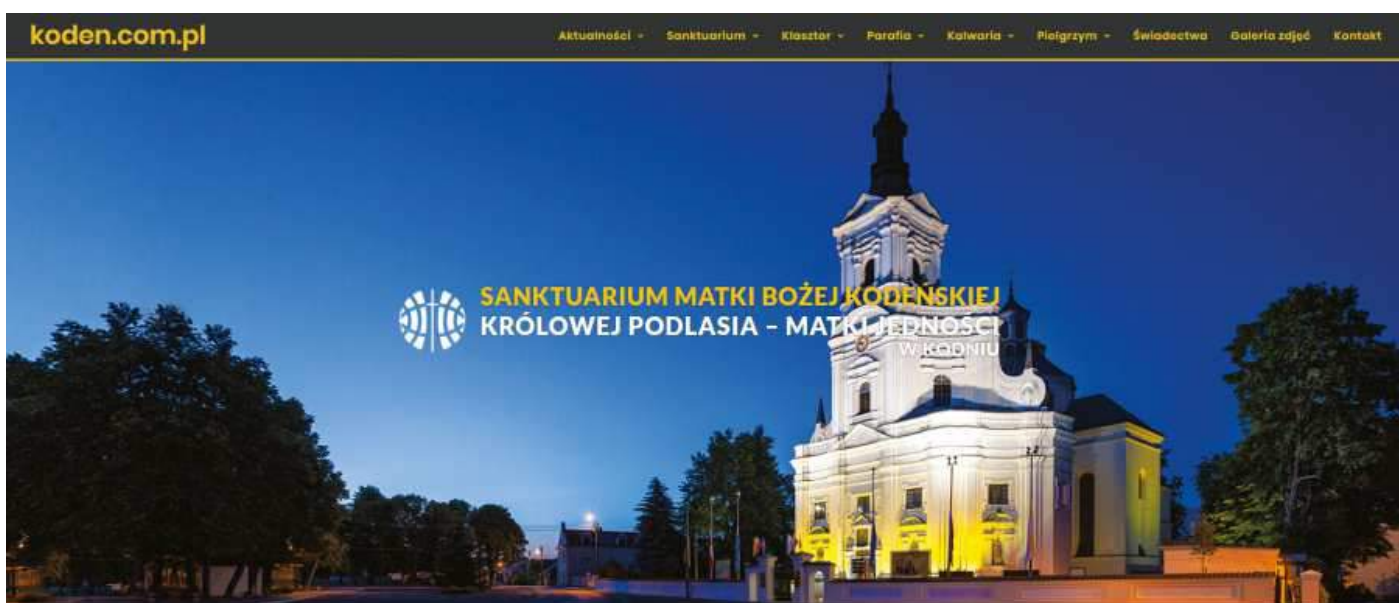 koden.com.pl
Aktualności Sanktuarium Klasztor Parafia Kalwaria Pielgrzym Świadectwa Galeria zdjęć Kontakt
SANKTUARIUM MATKI BOŻEJ KODEŃSKIEJ
KRÓLOWEJ PODLASIA – MATKI JEDNOŚCI
W KODNIU